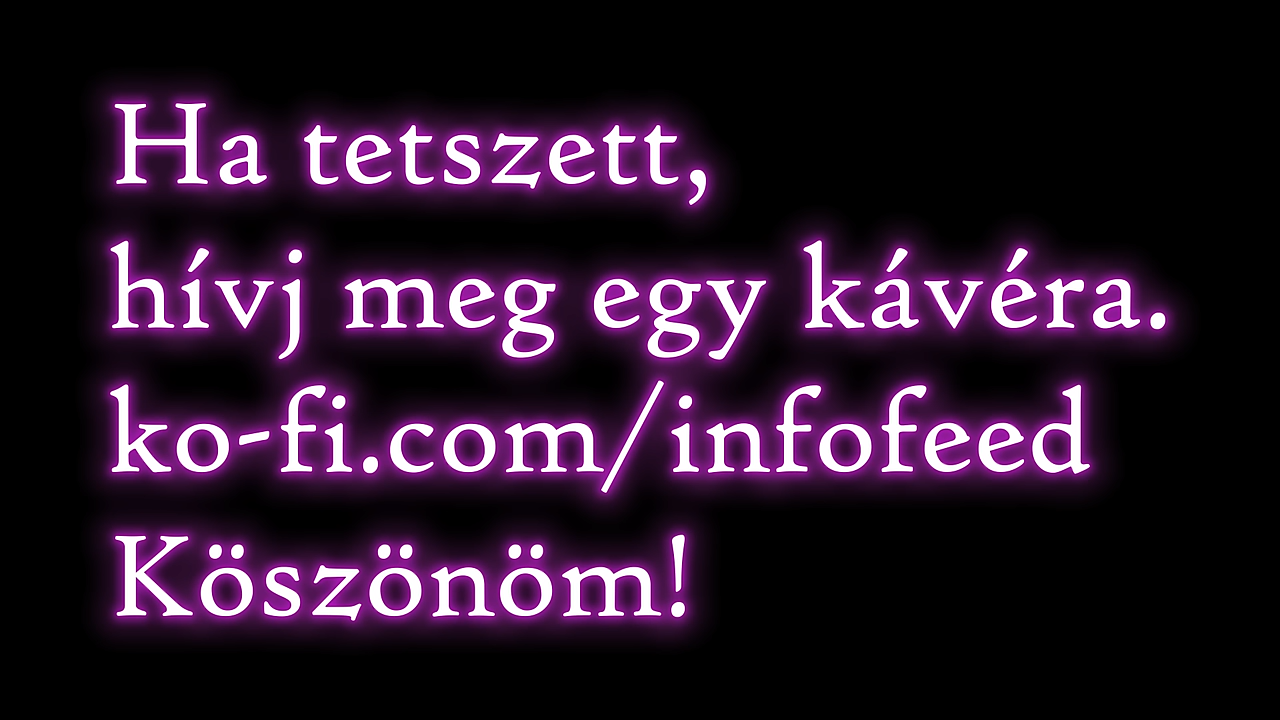 Ha tetszett,
hívj meg egy kávéra.
ko-fi.com/infofeed
Köszönöm!